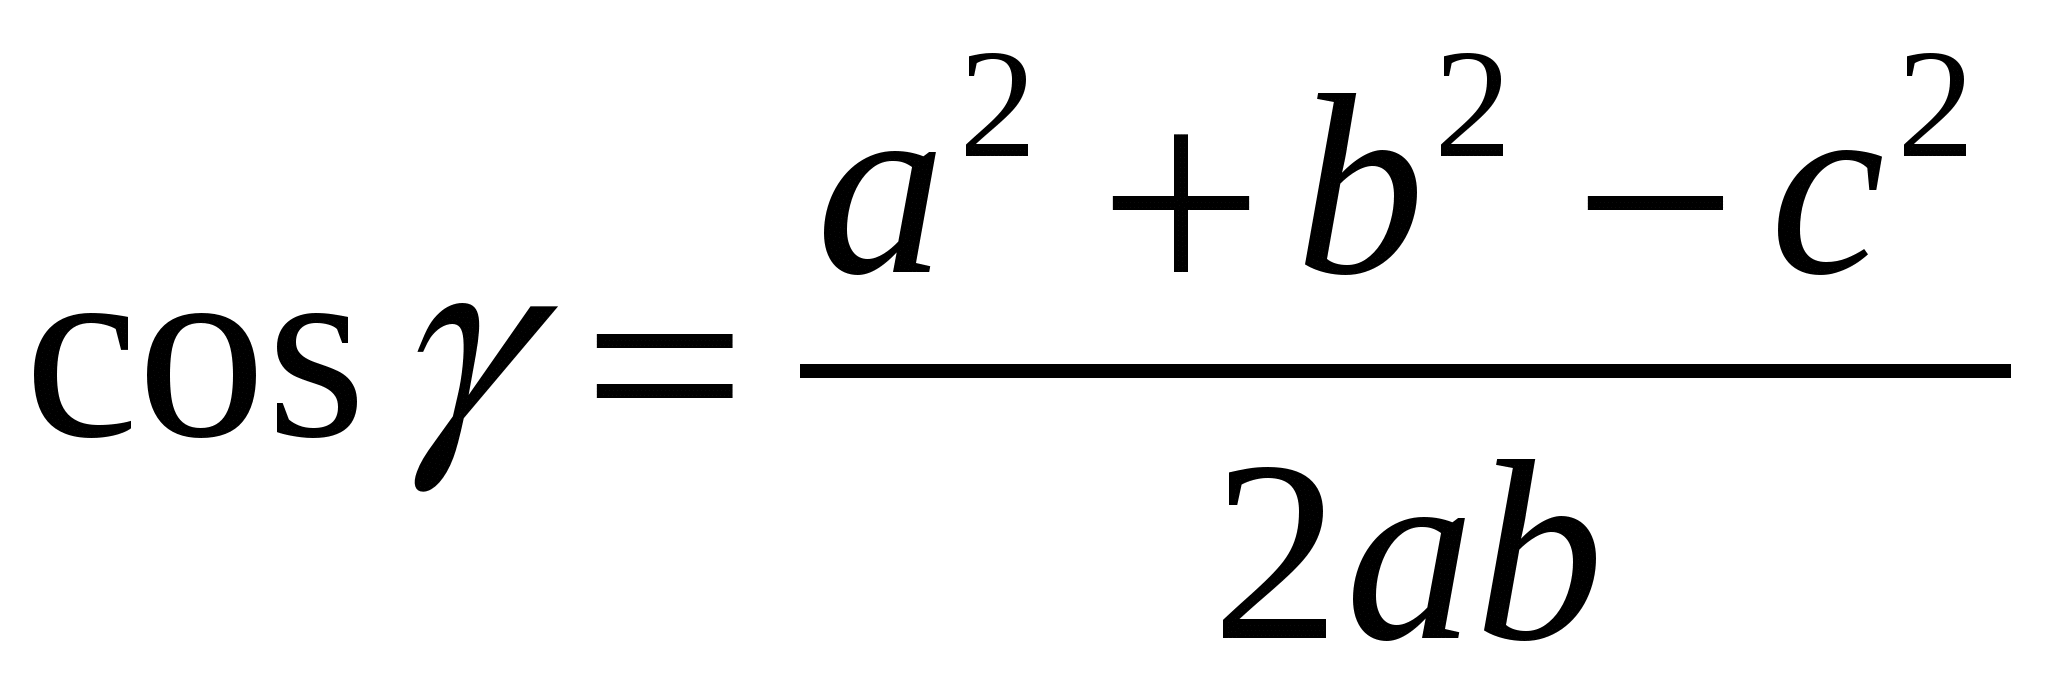 cos γ = (a² + b² − c²) / 2ab